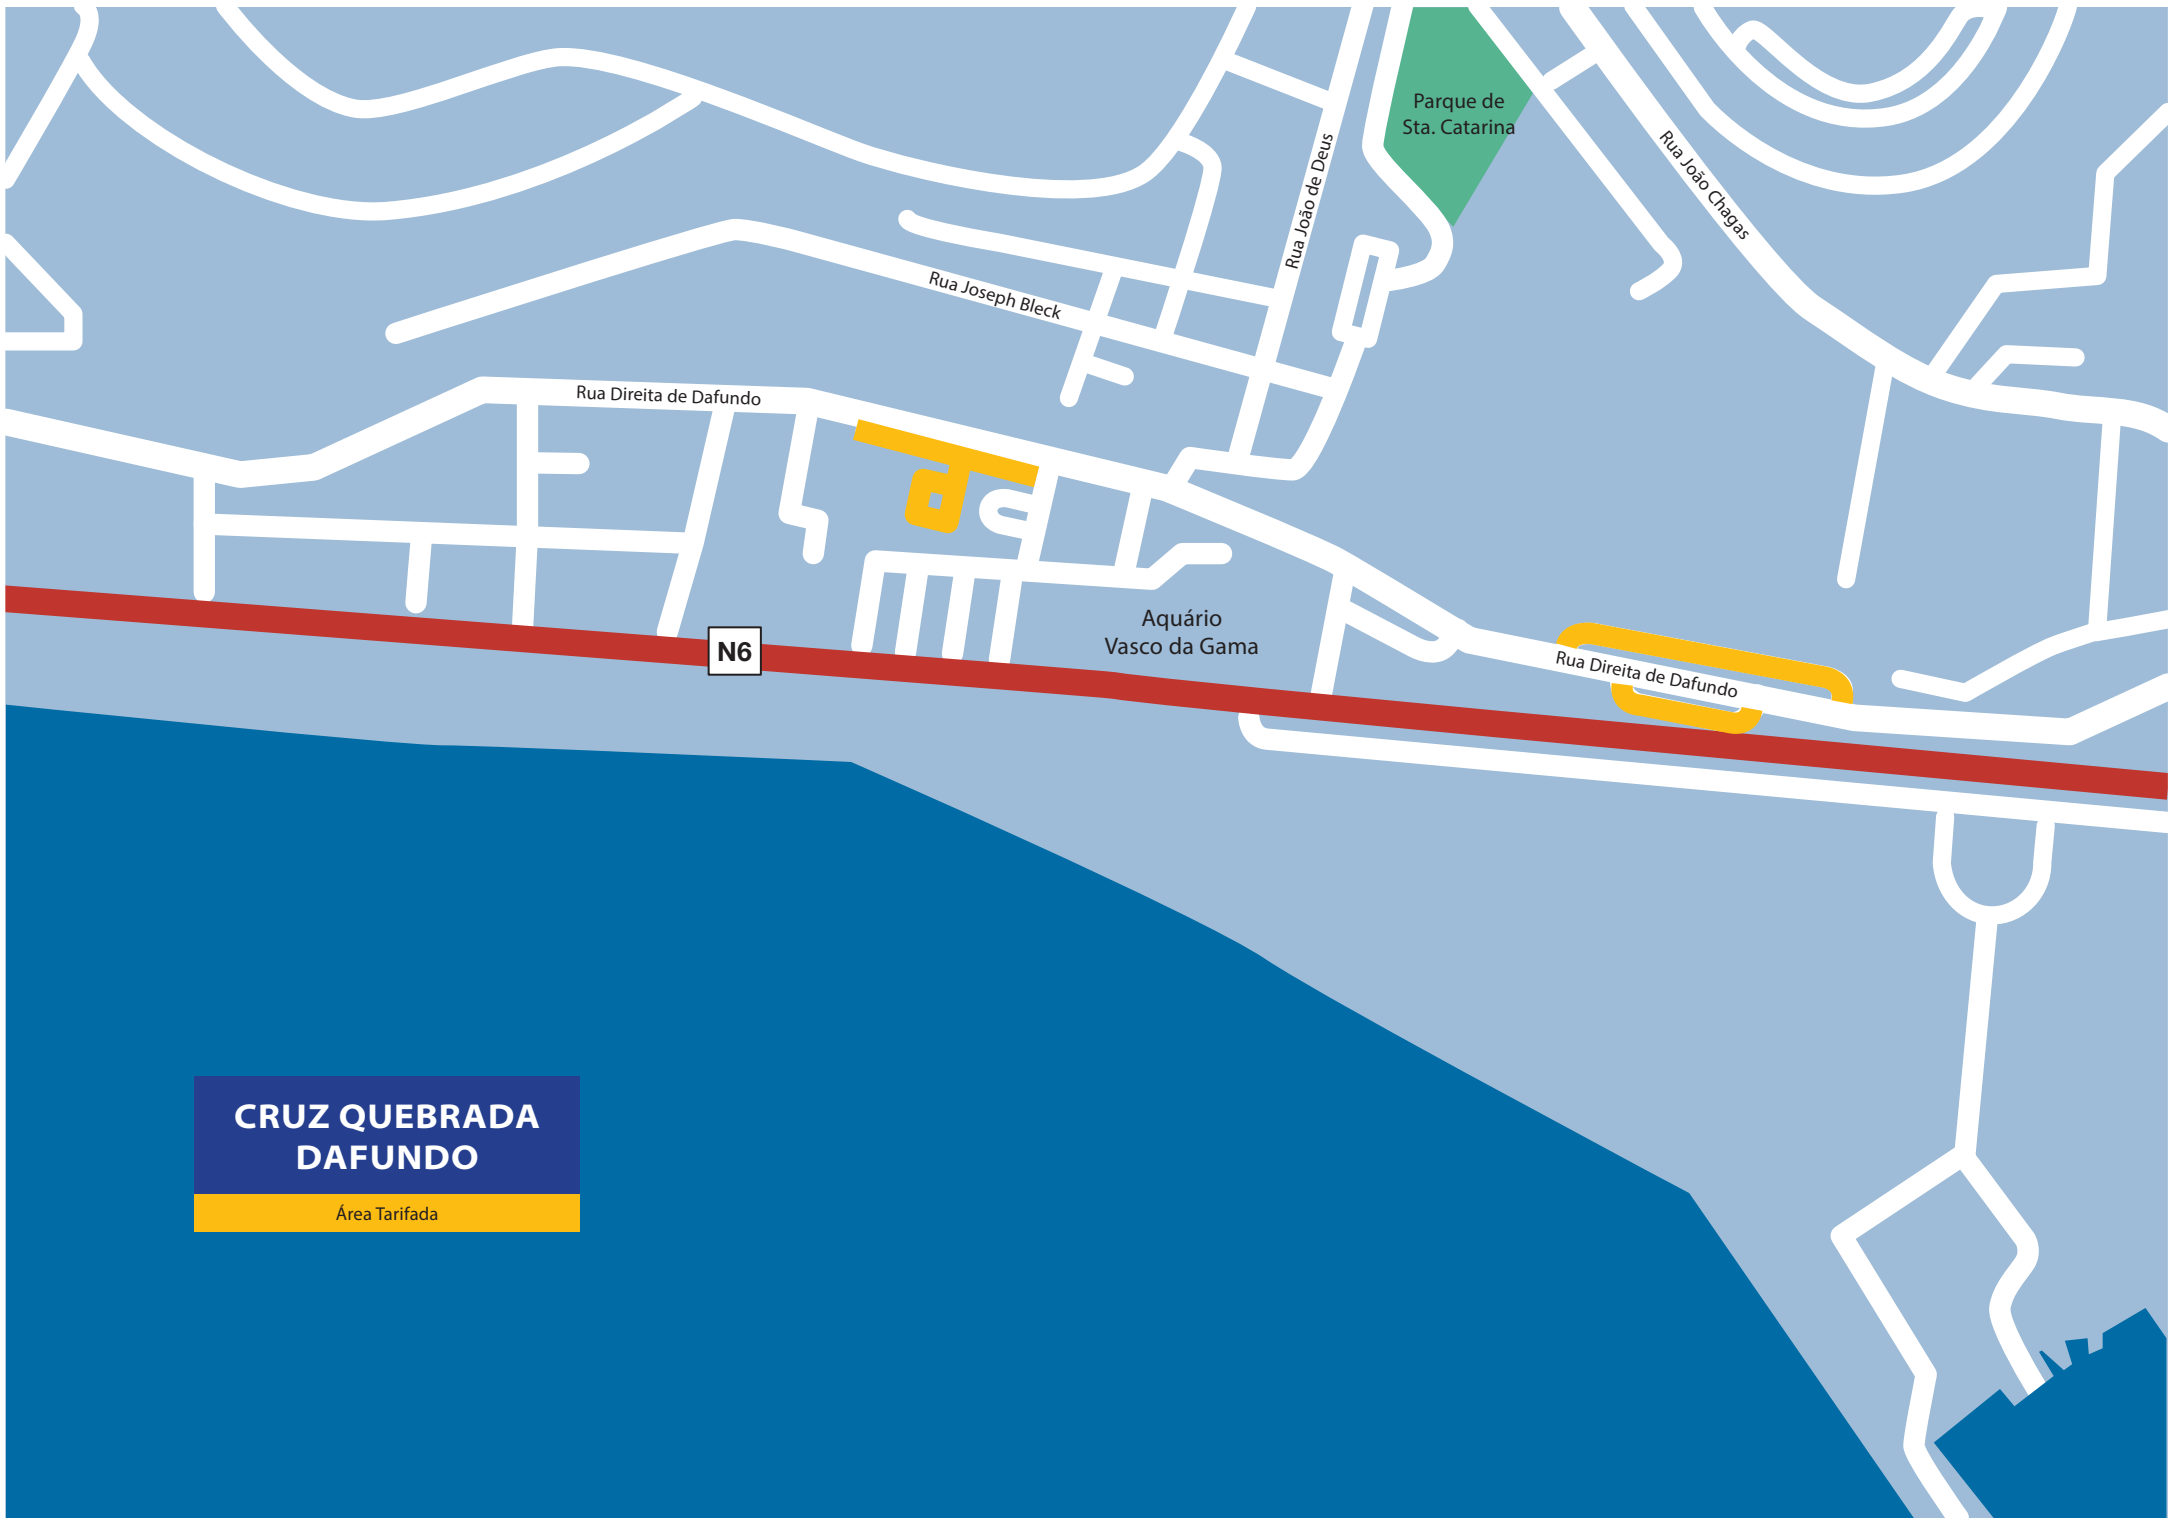 Parque de
Sta. Catarina
Rua João de Deus
Rua João Chagas
Rua Joseph Bleck
Rua Direita de Dafundo
Aquário
Vasco da Gama
N6
Rua Direita de Dafundo
CRUZ QUEBRADA
DAFUNDO
Área Tarifada